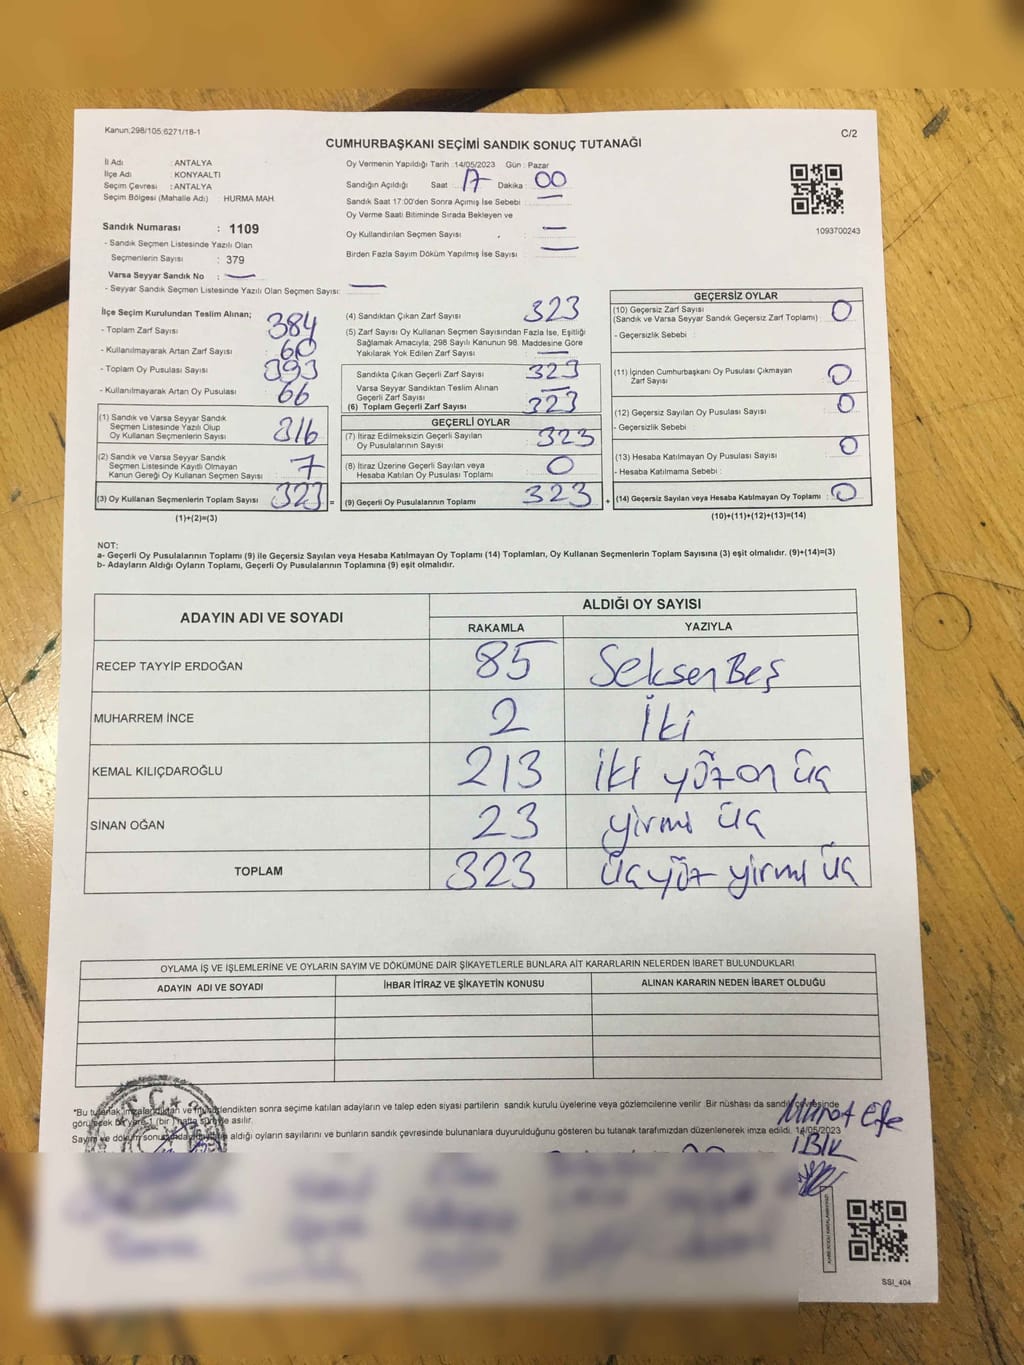 Kanun,298/105;6271/18-1
C/2
CUMHURBAŞKANI SEÇİMİ SANDIK SONUÇ TUTANAĞI
İl Adı : ANTALYA
İlçe Adı : KONYAALTI
Seçim Çevresi : ANTALYA
Seçim Bölgesi (Mahalle Adı) HURMA MAH.
Oy Vermenin Yapıldığı Tarih :14/05/2023 Gün : Pazar
Sandığın Açıldığı Saat : 17 Dakika : 00
Sandık Saat 17:00'den Sonra Açımış İse Sebebi : —
Oy Verme Saati Bitiminde Sırada Bekleyen ve
Oy Kullandırılan Seçmen Sayısı : —
Birden Fazla Sayım Döküm Yapılmış İse Sayısı : —
1093700243
Sandık Numarası : 1109
- Sandık Seçmen Listesinde Yazılı Olan
Seçmenlerin Sayısı : 379
Varsa Seyyar Sandık No : —
- Seyyar Sandık Seçmen Listesinde Yazılı Olan Seçmen Sayısı: —
İlçe Seçim Kurulundan Teslim Alınan;
- Toplam Zarf Sayısı 384
- Kullanılmayarak Artan Zarf Sayısı 60
- Toplam Oy Pusulası Sayısı 393
- Kullanılmayarak Artan Oy Pusulası 66
(1) Sandık ve Varsa Seyyar Sandık
Seçmen Listesinde Yazılı Olup
Oy Kullanan Seçmenlerin Sayısı 316
(2) Sandık ve Varsa Seyyar Sandık
Seçmen Listesinde Kayıtlı Olmayan
Kanun Gereği Oy Kullanan Seçmen Sayısı 7
(3) Oy Kullanan Seçmenlerin Toplam Sayısı 323 =
(1)+(2)=(3)
(4) Sandıktan Çıkan Zarf Sayısı 323
(5) Zarf Sayısı Oy Kullanan Seçmen Sayısından Fazla İse, Eşitliği
Sağlamak Amacıyla, 298 Sayılı Kanunun 98. Maddesine Göre
Yakılarak Yok Edilen Zarf Sayısı : —
Sandıkta Çıkan Geçerli Zarf Sayısı 323
Varsa Seyyar Sandıktan Teslim Alınan
Geçerli Zarf Sayısı —
(6) Toplam Geçerli Zarf Sayısı 323
GEÇERLİ OYLAR
(7) İtiraz Edilmeksizin Geçerli Sayılan
Oy Pusulalarının Sayısı 323
(8) İtiraz Üzerine Geçerli Sayılan veya
Hesaba Katılan Oy Pusulası Toplamı 0
(9) Geçerli Oy Pusulalarının Toplamı 323 +
GEÇERSİZ OYLAR
(10) Geçersiz Zarf Sayısı
(Sandık ve Varsa Seyyar Sandık Geçersiz Zarf Toplamı) 0
- Geçersizlik Sebebi :
(11) İçinden Cumhurbaşkanı Oy Pusulası Çıkmayan
Zarf Sayısı 0
(12) Geçersiz Sayılan Oy Pusulası Sayısı 0
- Geçersizlik Sebebi :
(13) Hesaba Katılmayan Oy Pusulası Sayısı 0
- Hesaba Katılmama Sebebi :
(14) Geçersiz Sayılan veya Hesaba Katılmayan Oy Toplamı : 0
(10)+(11)+(12)+(13)=(14)
NOT:
a- Geçerli Oy Pusulalarının Toplamı (9) ile Geçersiz Sayılan veya Hesaba Katılmayan Oy Toplamı (14) Toplamları, Oy Kullanan Seçmenlerin Toplam Sayısına (3) eşit olmalıdır. (9)+(14)=(3)
b- Adayların Aldığı Oyların Toplamı, Geçerli Oy Pusulalarının Toplamına (9) eşit olmalıdır.
ADAYIN ADI VE SOYADI ALDIĞI OY SAYISI
RAKAMLA YAZIYLA
RECEP TAYYİP ERDOĞAN 85 Seksen Beş
MUHARREM İNCE 2 İki
KEMAL KILIÇDAROĞLU 213 iki yüz on üç
SİNAN OĞAN 23 yirmi üç
TOPLAM 323 üçyüz yirmi üç
OYLAMA İŞ VE İŞLEMLERİNE VE OYLARIN SAYIM VE DÖKÜMÜNE DAİR ŞİKAYETLERLE BUNLARA AİT KARARLARIN NELERDEN İBARET BULUNDUKLARI
ADAYIN ADI VE SOYADI İHBAR İTİRAZ VE ŞİKAYETİN KONUSU ALINAN KARARIN NEDEN İBARET OLDUĞU
*Bu tutanak imzalandıktan ve mühürlendikten sonra seçime katılan adayların ve talep eden siyasi partilerin sandık kurulu üyelerine veya gözlemcilerine verilir. Bir nüshası da sandık çevresinde
görülecek bir yere 1 (bir) hafta süreyle asılır.
Sayım ve döküm sonunda aldığı oyların sayılarını ve bunların sandık çevresinde bulunanlara duyurulduğunu gösteren bu tutanak tarafımızdan düzenlenerek imza edildi. 14/05/2023
Murat Efe
T.C.
SSI_404